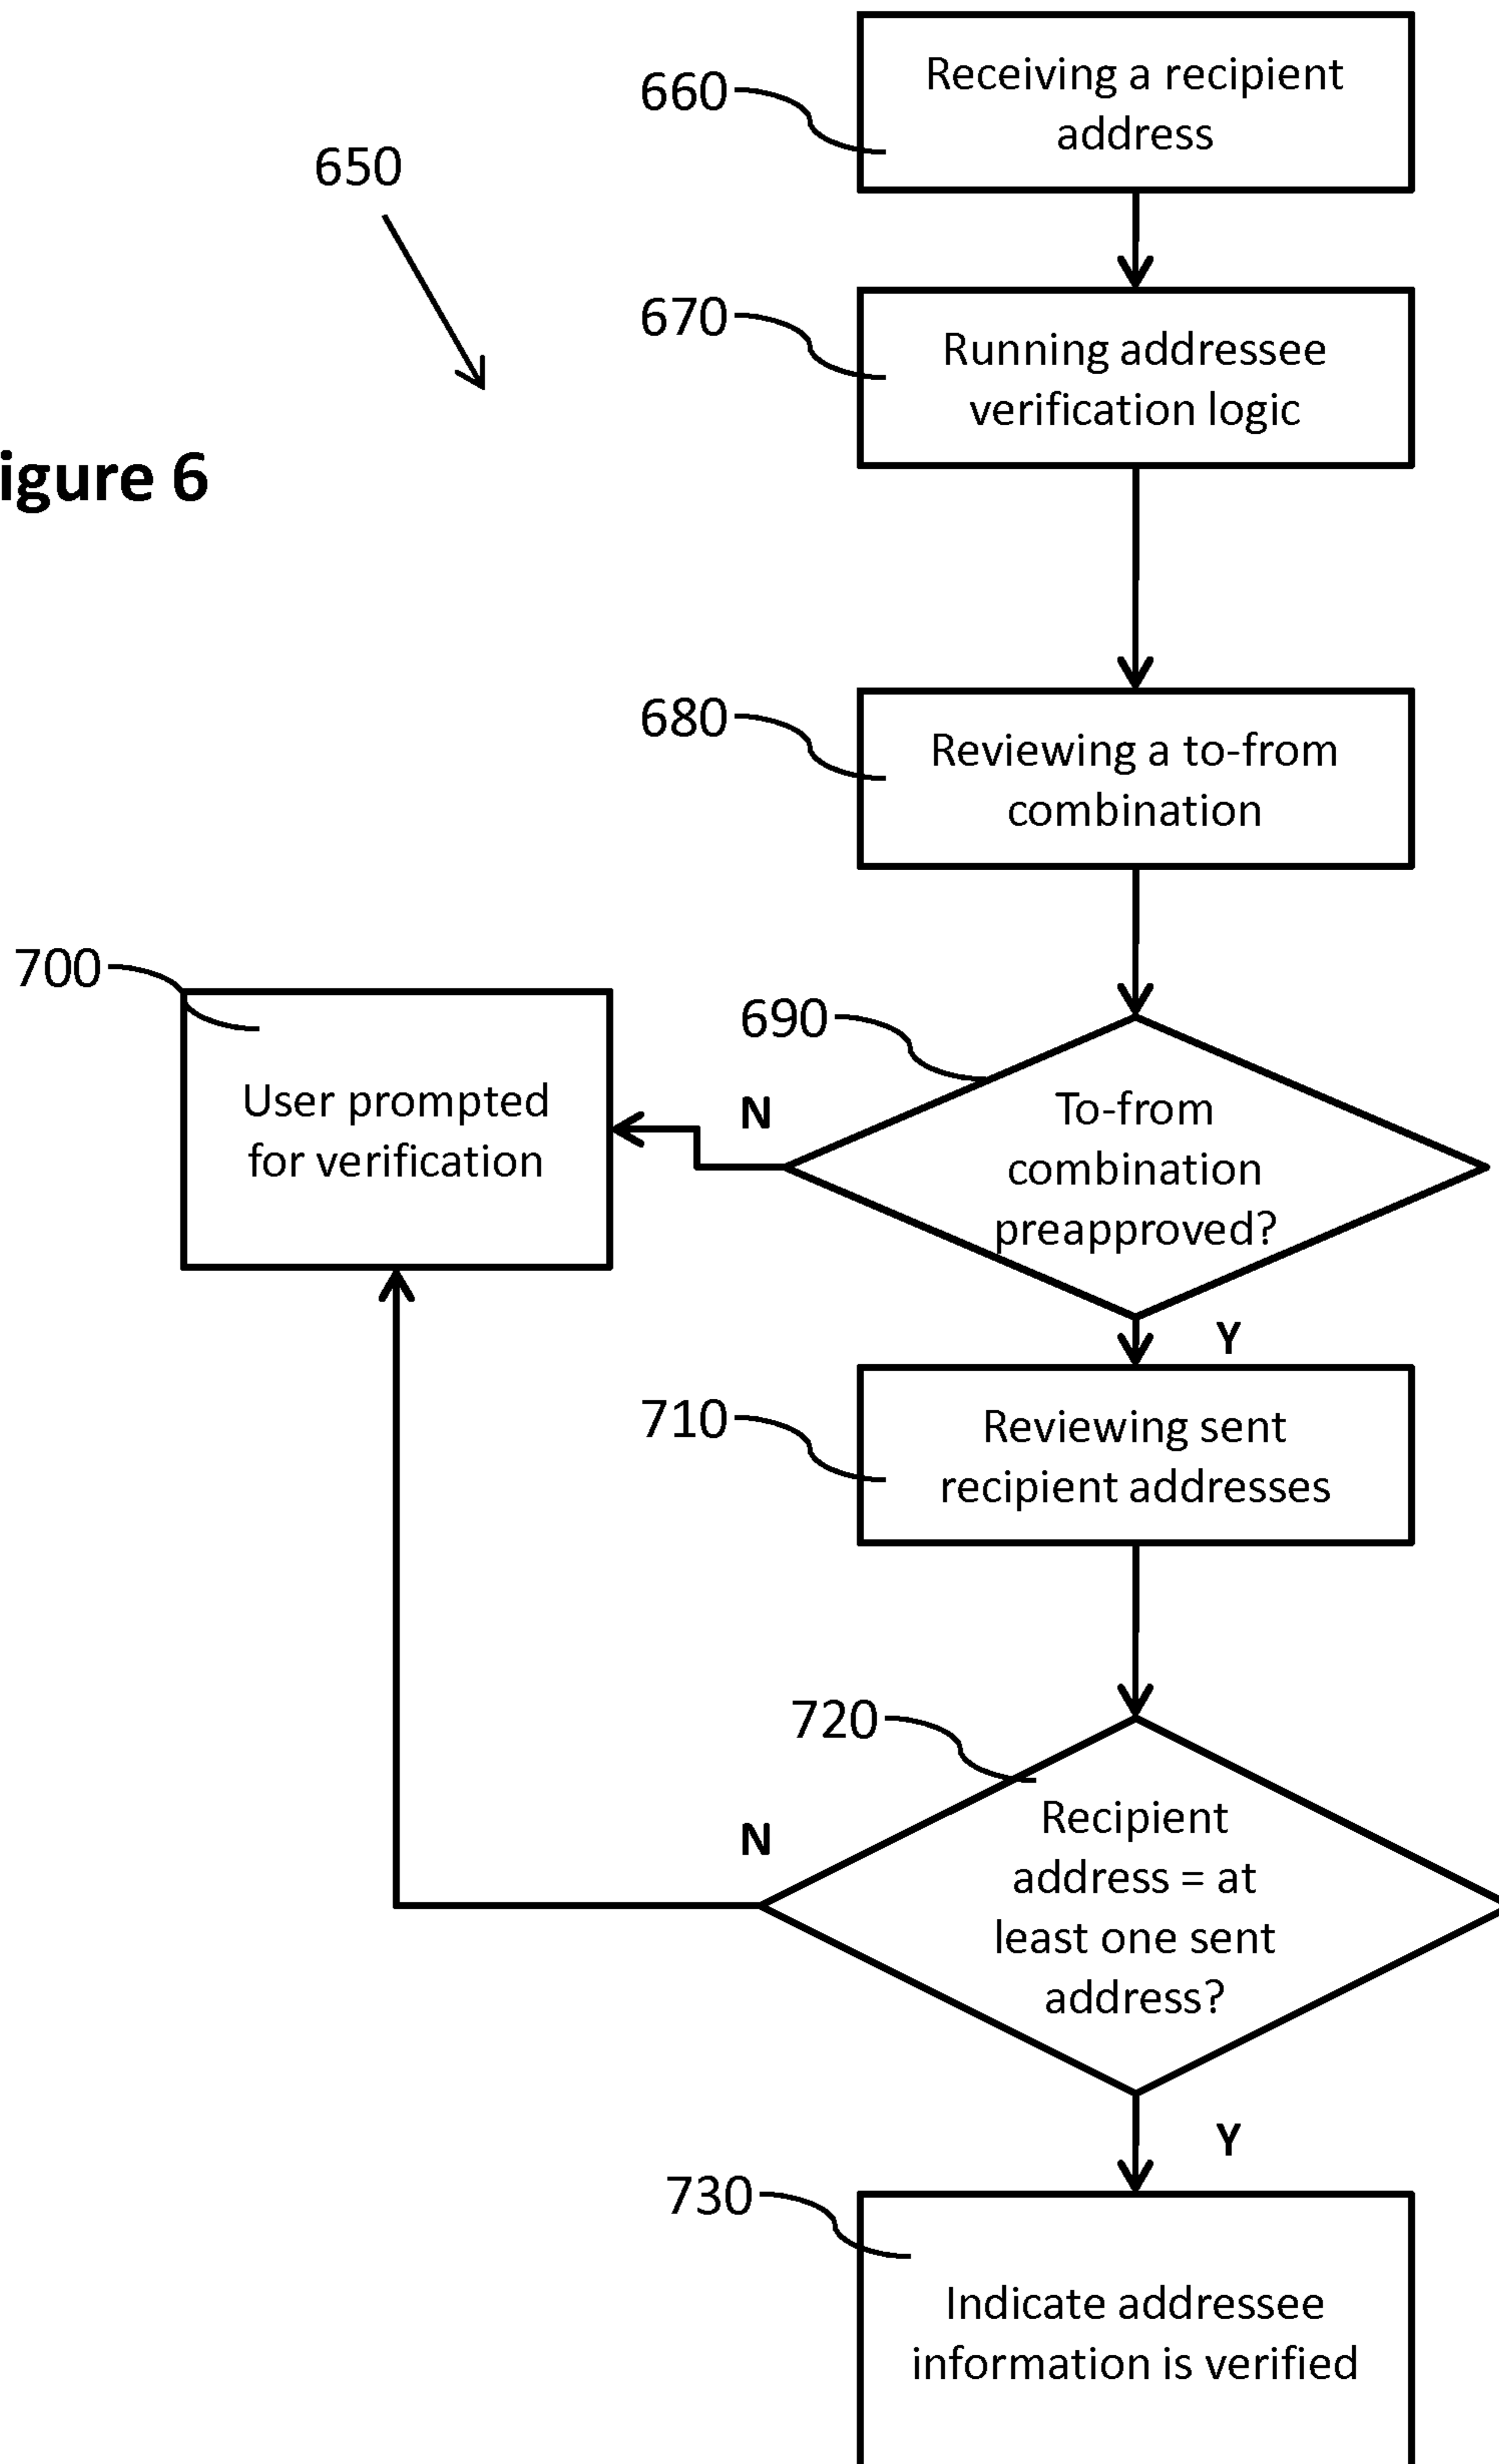 660
Receiving a recipient
address
650
670
Running addressee
verification logic
igure 6
680
Reviewing a to-from
combination
700
User prompted
for verification
690
N
To-from
combination
preapproved?
Y
710
Reviewing sent
recipient addresses
720
N
Recipient
address = at
least one sent
address?
Y
730
Indicate addressee
information is verified